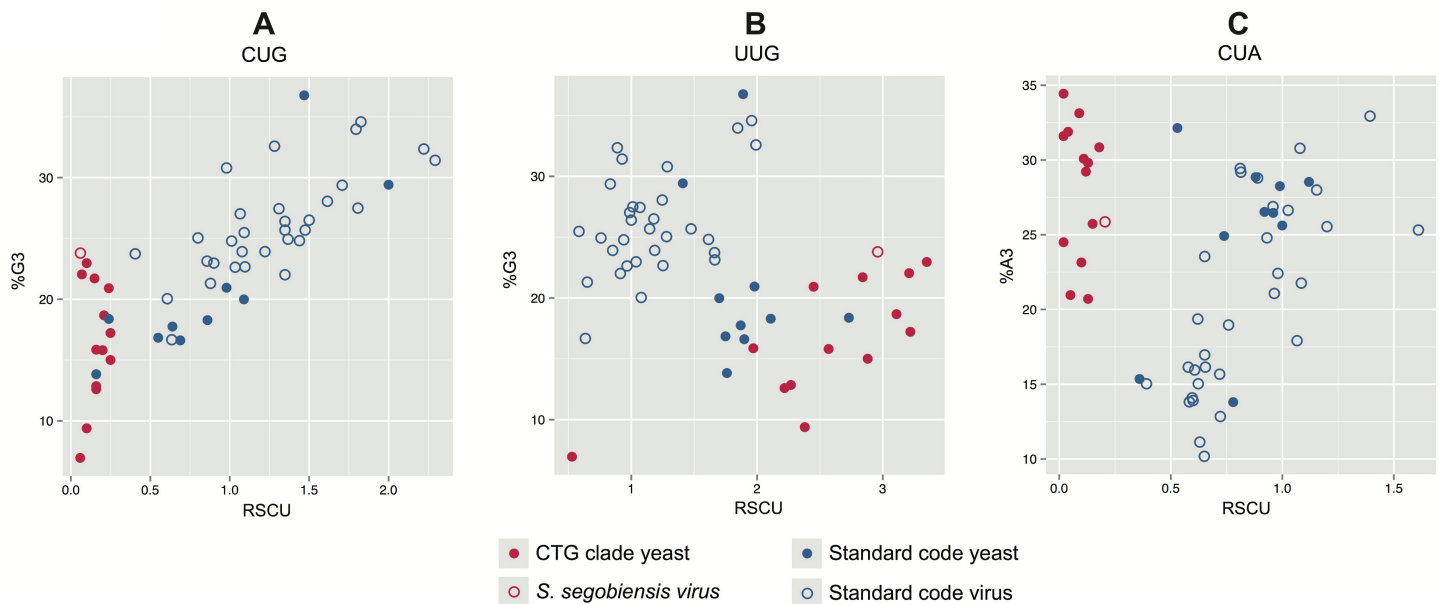 A
CUG
30
20
10
%G3
0.0
0.5
1.0
1.5
2.0
RSCU
B
UUG
30
20
10
%G3
1
2
3
RSCU
C
CUA
35
30
25
20
15
10
%A3
0.0
0.5
1.0
1.5
RSCU
CTG clade yeast
Standard code yeast
S. segobiensis virus
Standard code virus